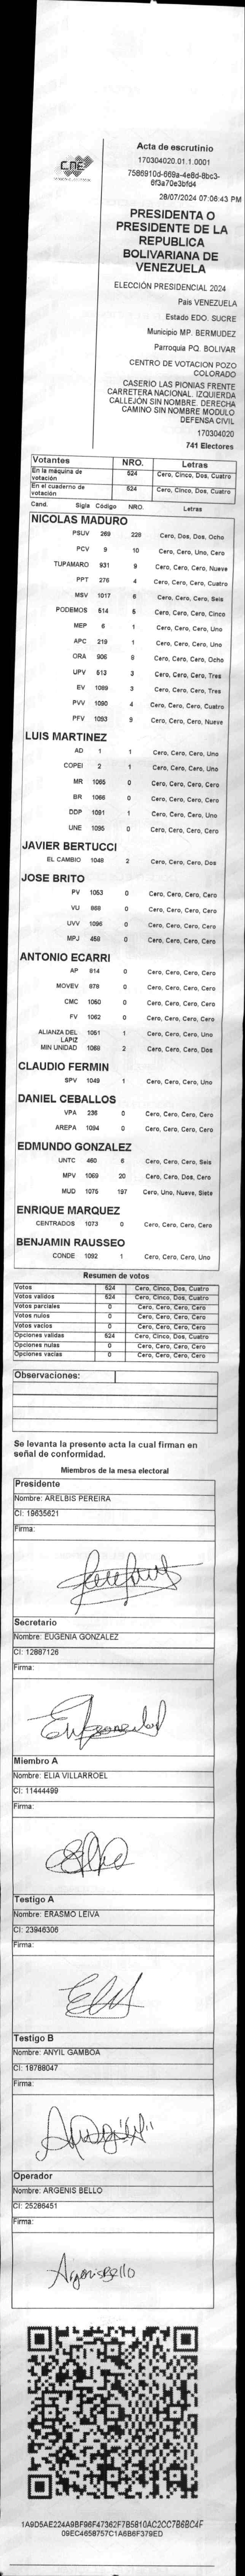 CNE
Acta de escrutinio
170304020.01.1.0001
7586910d-669a-4e8d-8bc3-
6f3a70e3bfd4
28/07/2024 07:06:43 PM
PRESIDENTA O
PRESIDENTE DE LA
REPUBLICA
BOLIVARIANA DE
VENEZUELA
ELECCIÓN PRESIDENCIAL 2024
Pais VENEZUELA
Estado EDO. SUCRE
Municipio MP. BERMUDEZ
Parroquia PQ. BOLIVAR
CENTRO DE VOTACION POZO
COLORADO
CASERIO LAS PIONIAS FRENTE
CARRETERA NACIONAL. IZQUIERDA
CALLEJÓN SIN NOMBRE. DERECHA
CAMINO SIN NOMBRE MODULO
DEFENSA CIVIL
170304020
741 Electores
Votantes NRO. Letras
En la máquina de votación 524 Cero, Cinco, Dos, Cuatro
En el cuaderno de votación 524 Cero, Cinco, Dos, Cuatro
Cand. Sigla Código NRO. Letras
NICOLAS MADURO
PSUV 269 228 Cero, Dos, Dos, Ocho
PCV 9 10 Cero, Cero, Uno, Cero
TUPAMARO 931 9 Cero, Cero, Cero, Nueve
PPT 276 4 Cero, Cero, Cero, Cuatro
MSV 1017 6 Cero, Cero, Cero, Seis
PODEMOS 514 5 Cero, Cero, Cero, Cinco
MEP 6 1 Cero, Cero, Cero, Uno
APC 219 1 Cero, Cero, Cero, Uno
ORA 906 8 Cero, Cero, Cero, Ocho
UPV 513 3 Cero, Cero, Cero, Tres
EV 1089 3 Cero, Cero, Cero, Tres
PVV 1090 4 Cero, Cero, Cero, Cuatro
PFV 1093 9 Cero, Cero, Cero, Nueve
LUIS MARTINEZ
AD 1 1 Cero, Cero, Cero, Uno
COPEI 2 1 Cero, Cero, Cero, Uno
MR 1065 0 Cero, Cero, Cero, Cero
BR 1066 0 Cero, Cero, Cero, Cero
DDP 1091 1 Cero, Cero, Cero, Uno
UNE 1095 0 Cero, Cero, Cero, Cero
JAVIER BERTUCCI
EL CAMBIO 1048 2 Cero, Cero, Cero, Dos
JOSE BRITO
PV 1053 0 Cero, Cero, Cero, Cero
VU 868 0 Cero, Cero, Cero, Cero
UVV 1096 0 Cero, Cero, Cero, Cero
MPJ 458 0 Cero, Cero, Cero, Cero
ANTONIO ECARRI
AP 814 0 Cero, Cero, Cero, Cero
MOVEV 878 0 Cero, Cero, Cero, Cero
CMC 1050 0 Cero, Cero, Cero, Cero
FV 1062 0 Cero, Cero, Cero, Cero
ALIANZA DEL LAPIZ 1051 1 Cero, Cero, Cero, Uno
MIN UNIDAD 1069 2 Cero, Cero, Cero, Dos
CLAUDIO FERMIN
SPV 1049 1 Cero, Cero, Cero, Uno
DANIEL CEBALLOS
VPA 236 0 Cero, Cero, Cero, Cero
AREPA 1094 0 Cero, Cero, Cero, Cero
EDMUNDO GONZALEZ
UNTC 460 6 Cero, Cero, Cero, Seis
MPV 1069 20 Cero, Cero, Dos, Cero
MUD 1075 197 Cero, Uno, Nueve, Siete
ENRIQUE MARQUEZ
CENTRADOS 1073 0 Cero, Cero, Cero, Cero
BENJAMIN RAUSSEO
CONDE 1092 1 Cero, Cero, Cero, Uno
Resumen de votos
Votos 524 Cero, Cinco, Dos, Cuatro
Votos validos 524 Cero, Cinco, Dos, Cuatro
Votos parciales 0 Cero, Cero, Cero, Cero
Votos nulos 0 Cero, Cero, Cero, Cero
Votos vacios 0 Cero, Cero, Cero, Cero
Opciones validas 524 Cero, Cinco, Dos, Cuatro
Opciones nulas 0 Cero, Cero, Cero, Cero
Opciones vacias 0 Cero, Cero, Cero, Cero
Observaciones:
Se levanta la presente acta la cual firman en
señal de conformidad.
Miembros de la mesa electoral
Presidente
Nombre: ARELBIS PEREIRA
CI: 19635621
Firma:
Secretario
Nombre: EUGENIA GONZALEZ
CI: 12887126
Firma:
Miembro A
Nombre: ELIA VILLARROEL
CI: 11444499
Firma:
Testigo A
Nombre: ERASMO LEIVA
CI: 23946306
Firma:
Testigo B
Nombre: ANYIL GAMBOA
CI: 18788047
Firma:
Operador
Nombre: ARGENIS BELLO
CI: 25286451
Firma:
Argenis Bello
1A9D5AE224A9BF96F47362F7B5810AC2CC7B6BC4F
09EC4658757C1A6B6F379ED